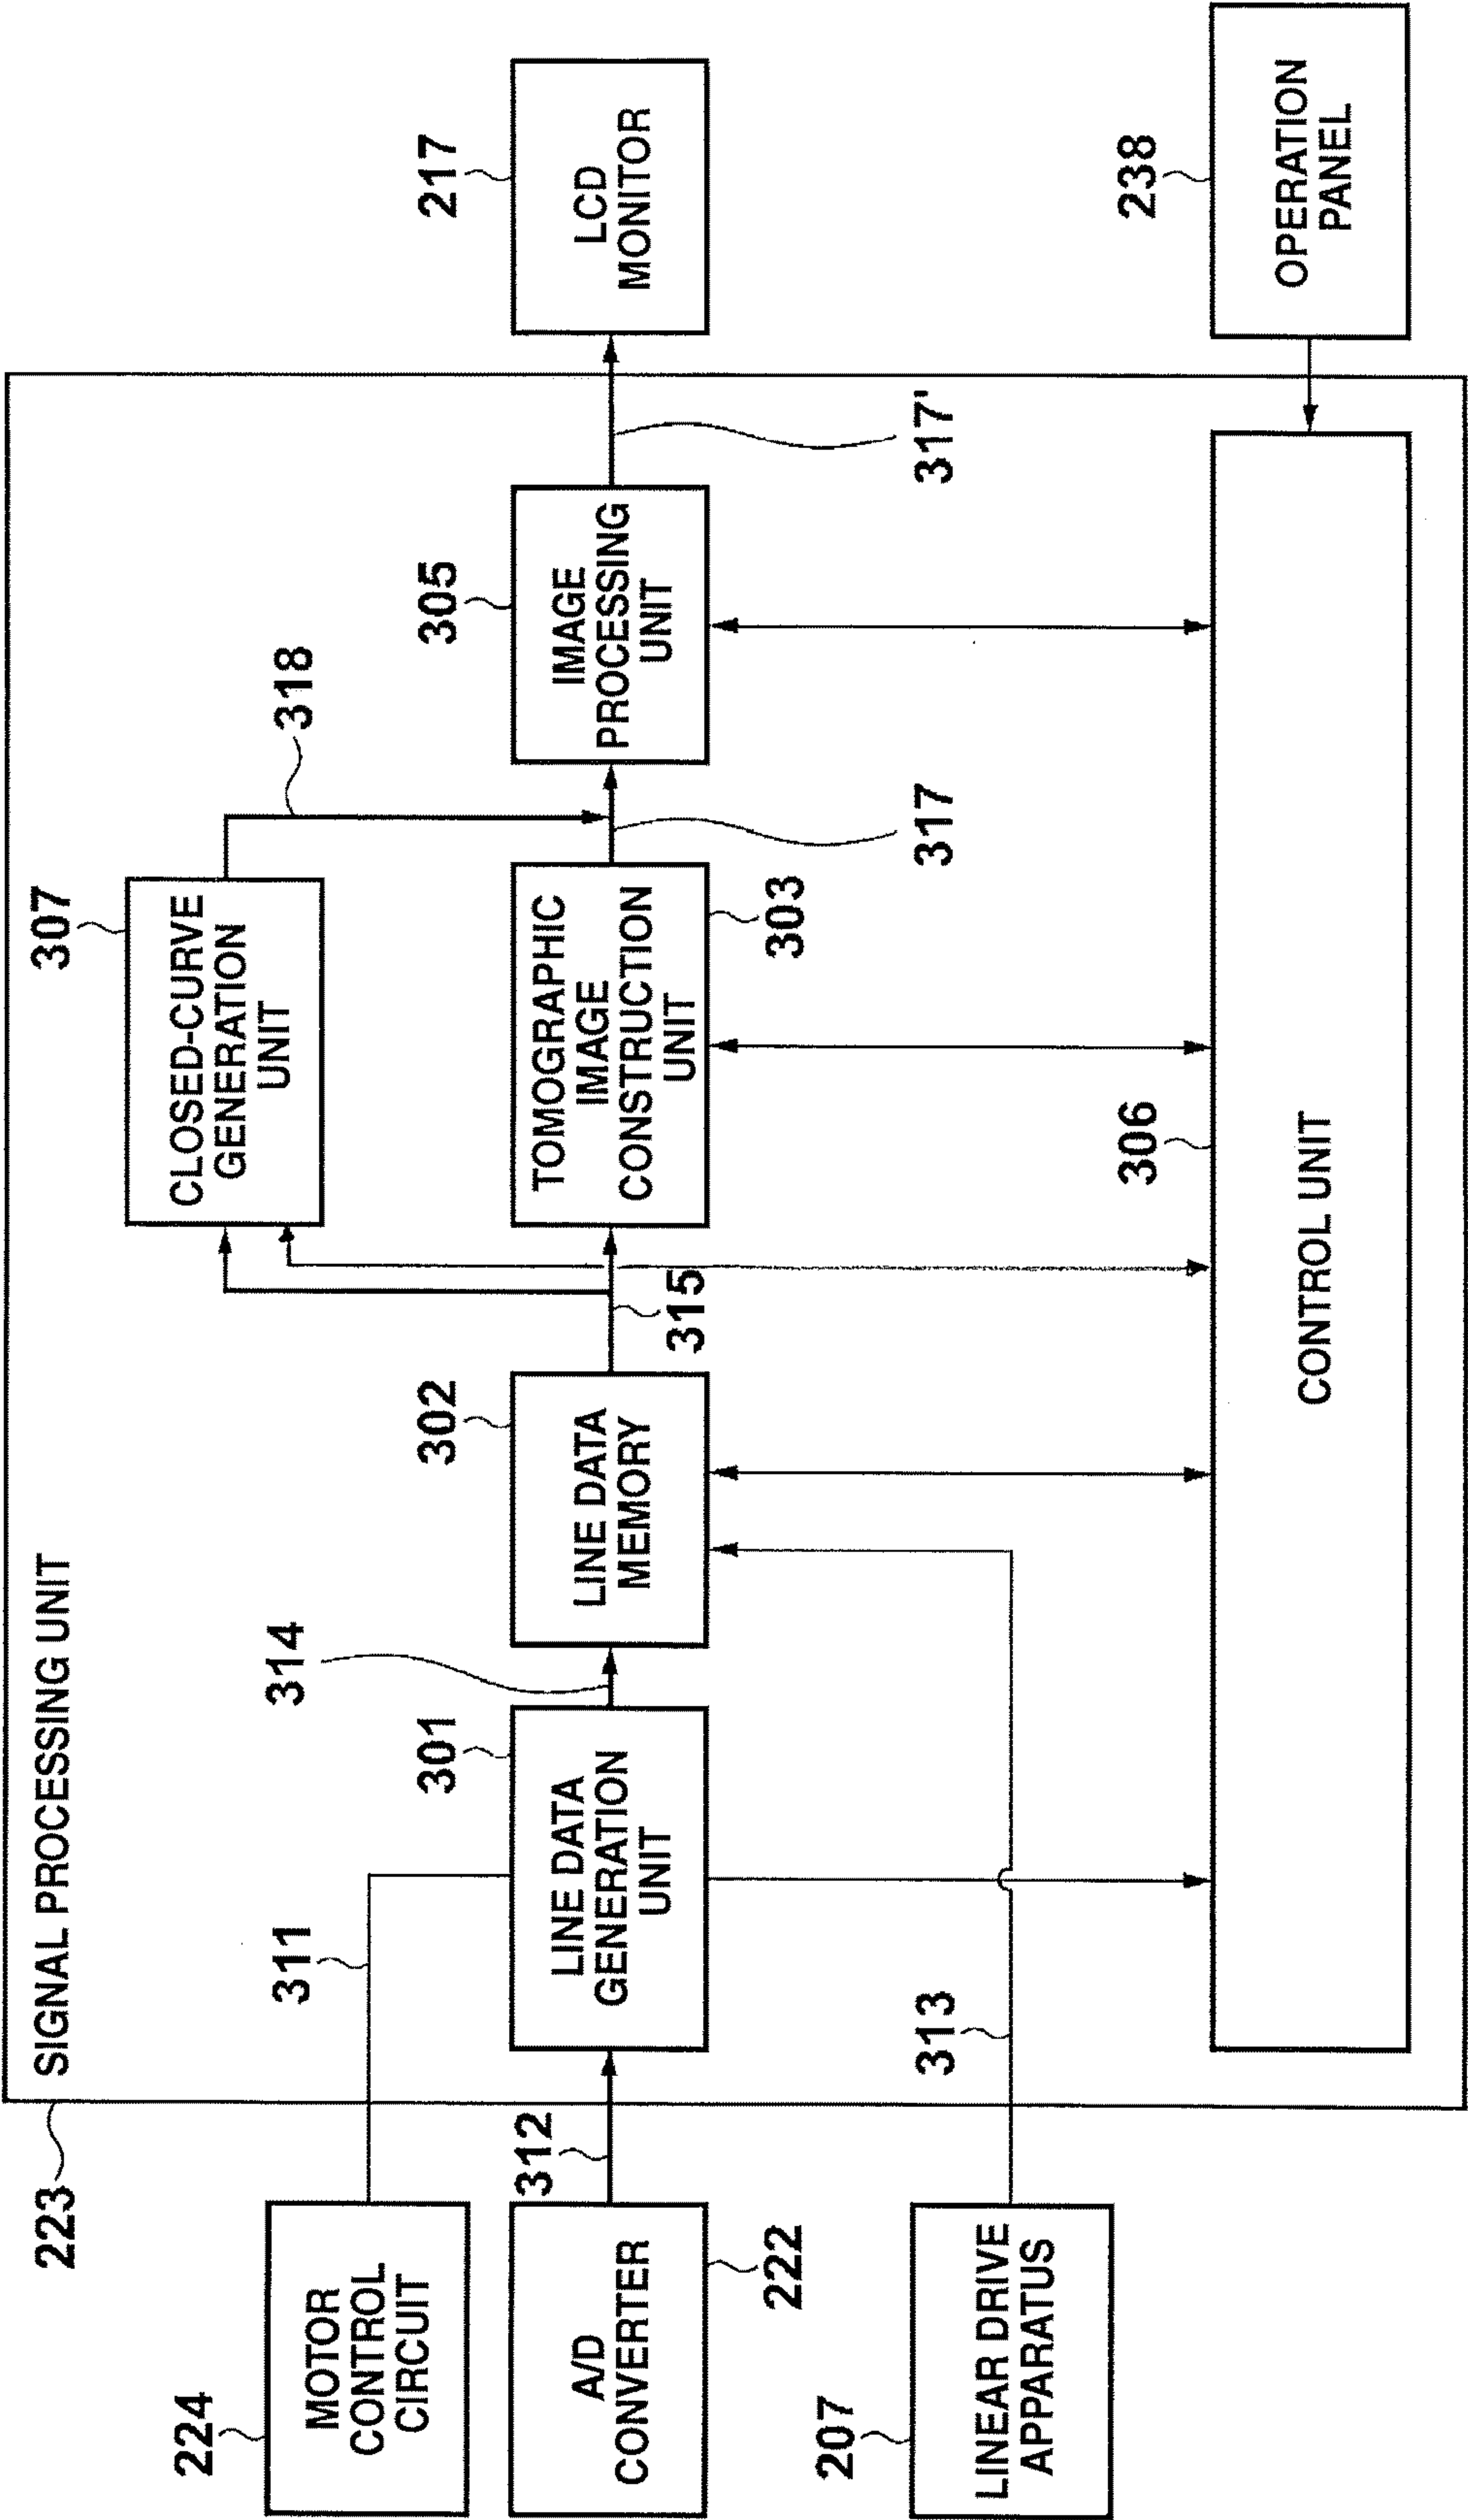 223
SIGNAL PROCESSING UNIT
224
MOTOR
CONTROL
CIRCUIT
311
307
CLOSED-CURVE
GENERATION
UNIT
318
A/D
CONVERTER
222
312
301
LINE DATA
GENERATION
UNIT
314
302
LINE DATA
MEMORY
315
TOMOGRAPHIC
IMAGE
CONSTRUCTION
UNIT
303
317
305
IMAGE
PROCESSING
UNIT
317'
217
LCD
MONITOR
207
LINEAR DRIVE
APPARATUS
313
306
CONTROL UNIT
238
OPERATION
PANEL